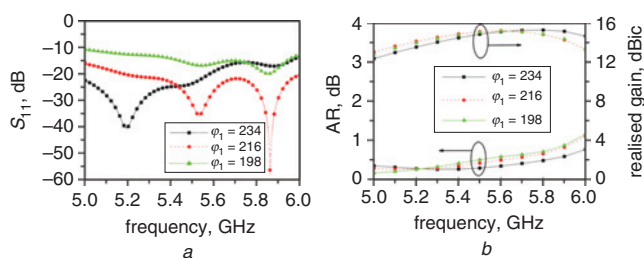 S11, dB
–10
–20
–30
–40
–50
–60
5.0 5.2 5.4 5.6 5.8 6.0
frequency, GHz
φ1 = 234
φ1 = 216
φ1 = 198
a
AR, dB
4
3
2
1
0
5.0 5.2 5.4 5.6 5.8 6.0
frequency, GHz
φ1 = 234
φ1 = 216
φ1 = 198
16
12
8
4
2
0
realised gain, dBic
b